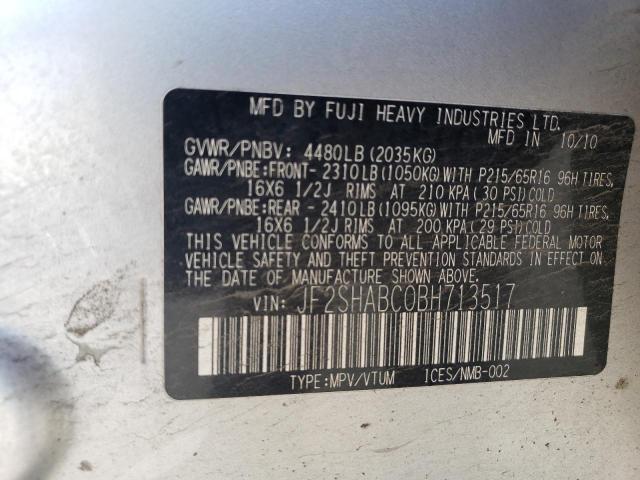 MFD BY FUJI HEAVY INDUSTRIES LTD.
MFD IN 10/10
GVWR/PNBV: 4480LB (2035KG)
GAWR/PNBE:FRONT- 2310LB (1050KG) WITH P215/65R16 96H TIRES,
16X6 1/2J RIMS AT 210 KPA (30 PSI) COLD
GAWR/PNBE:REAR - 2410LB (1095KG) WITH P215/65R16 96H TIRES,
16X6 1/2J RIMS AT 200 KPA (29 PSI) COLD
THIS VEHICLE CONFORMS TO ALL APPLICABLE FEDERAL MOTOR
VEHICLE SAFETY AND THEFT PREVENTION STANDARDS IN EFFECT ON
THE DATE OF MANUFACTURE SHOWN ABOVE.
VIN: JF2SHABC0BH713517
TYPE:MPV/VTUM ICES/NMB-002